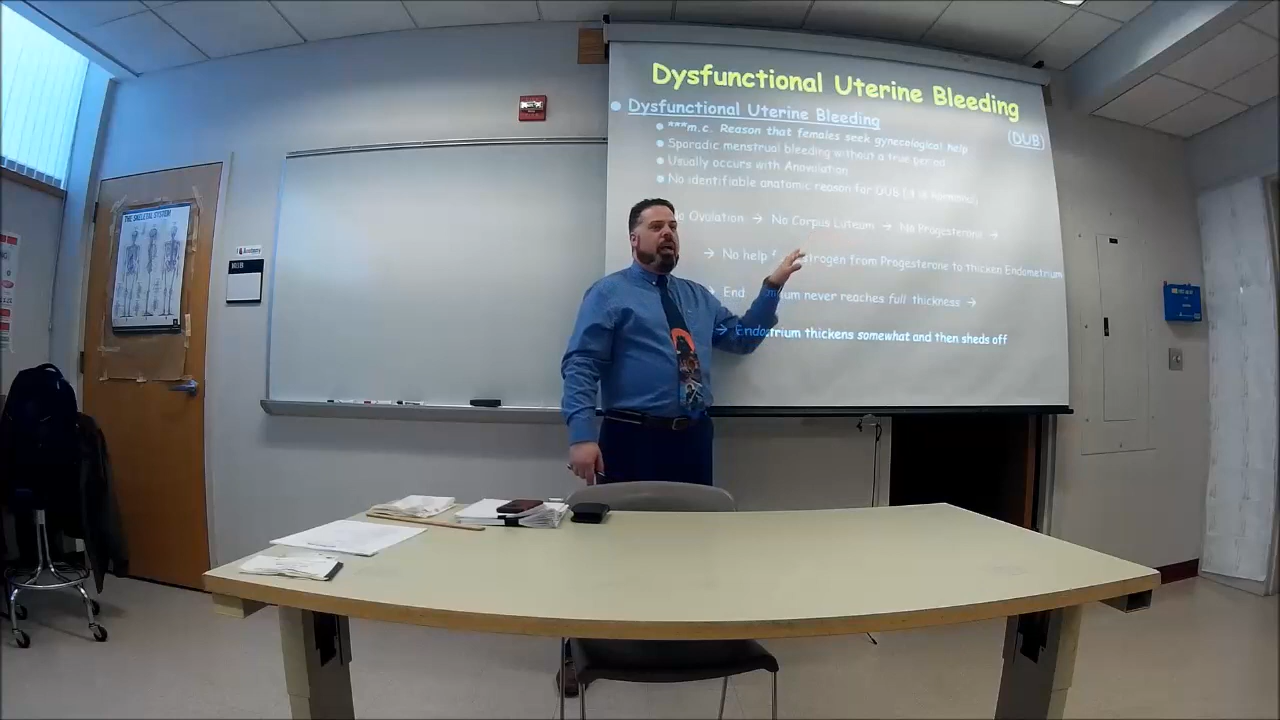 Dysfunctional Uterine Bleeding
(DUB)
Dysfunctional Uterine Bleeding
***m.c. Reason that females seek gynecological help
Sporadic menstrual bleeding without a true period
Usually occurs with Anovulation
No identifiable anatomic reason for DUB
Ovulation → No Corpus Luteum → No Progesterone →
→ No help from Progesterone to thicken Endometrium
never reaches full thickness →
→ thickens somewhat and then sheds off
THE SKELETAL SYSTEM